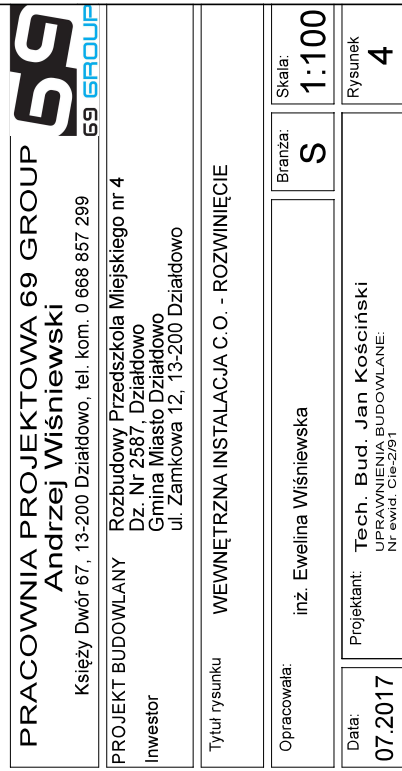 PRACOWNIA PROJEKTOWA 69 GROUP
Andrzej Wiśniewski
Księży Dwór 67, 13-200 Działdowo, tel. kom. 0 668 857 299
69 GROUP
PROJEKT BUDOWLANY Rozbudowy Przedszkola Miejskiego nr 4
Dz. Nr 2587, Działdowo
Inwestor Gmina Miasto Działdowo
ul. Zamkowa 12, 13-200 Działdowo
Tytuł rysunku WEWNĘTRZNA INSTALACJA C.O. - ROZWINIĘCIE
Opracowała: inż. Ewelina Wiśniewska
Branża: S
Skala: 1:100
Data: 07.2017
Projektant: Tech. Bud. Jan Kościński
UPRAWNIENIA BUDOWLANE:
Nr ewid. Cie-2/91
Rysunek 4